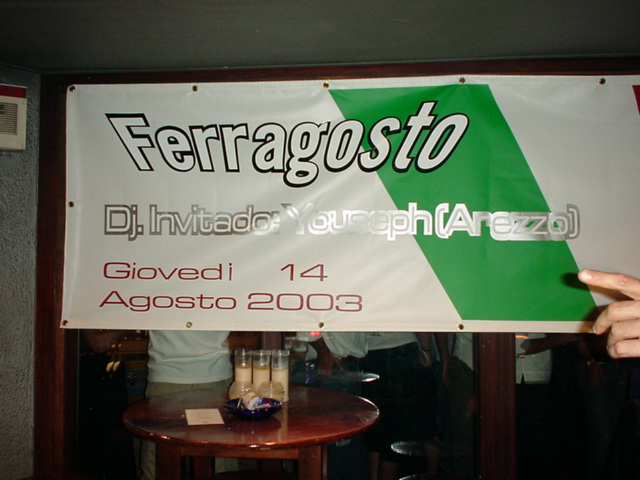 Ferragosto
Dj. Invitado: Youseph (Arezzo)
Giovedi 14
Agosto 2003